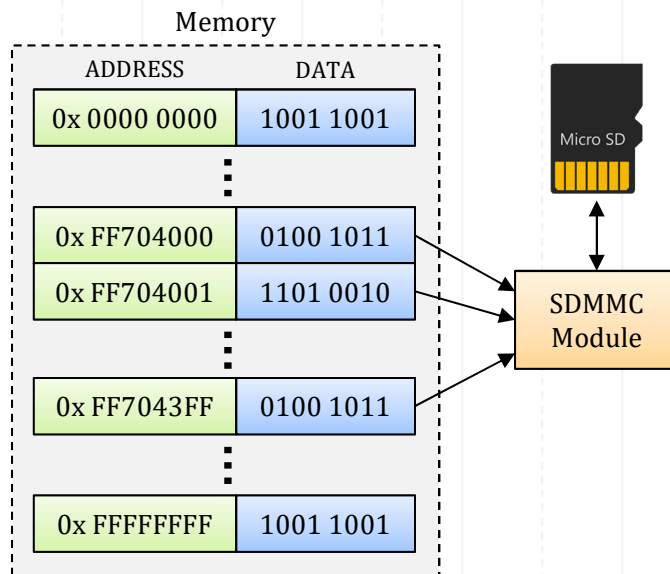 Memory
ADDRESS DATA
0x 0000 0000 1001 1001
0x FF704000 0100 1011
0x FF704001 1101 0010
0x FF7043FF 0100 1011
0x FFFFFFFF 1001 1001
Micro SD
SDMMC
Module